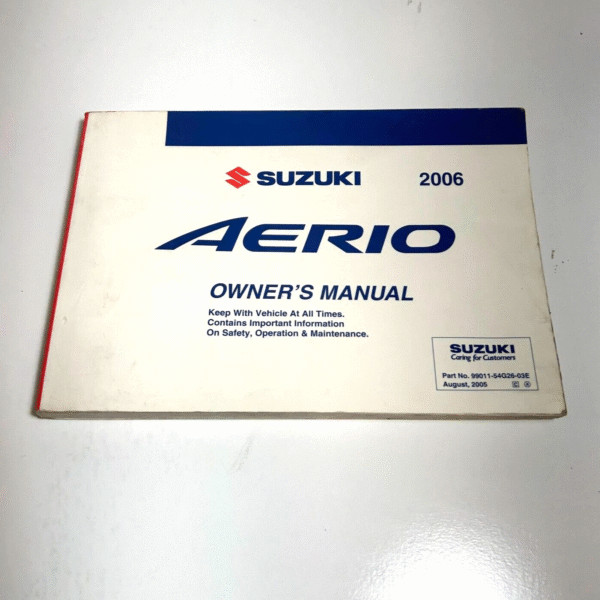 SUZUKI 2006
AERIO
OWNER'S MANUAL
Keep With Vehicle At All Times.
Contains Important Information
On Safety, Operation & Maintenance.
SUZUKI
Caring for Customers
Part No. 99011-54G26-03E
August, 2005